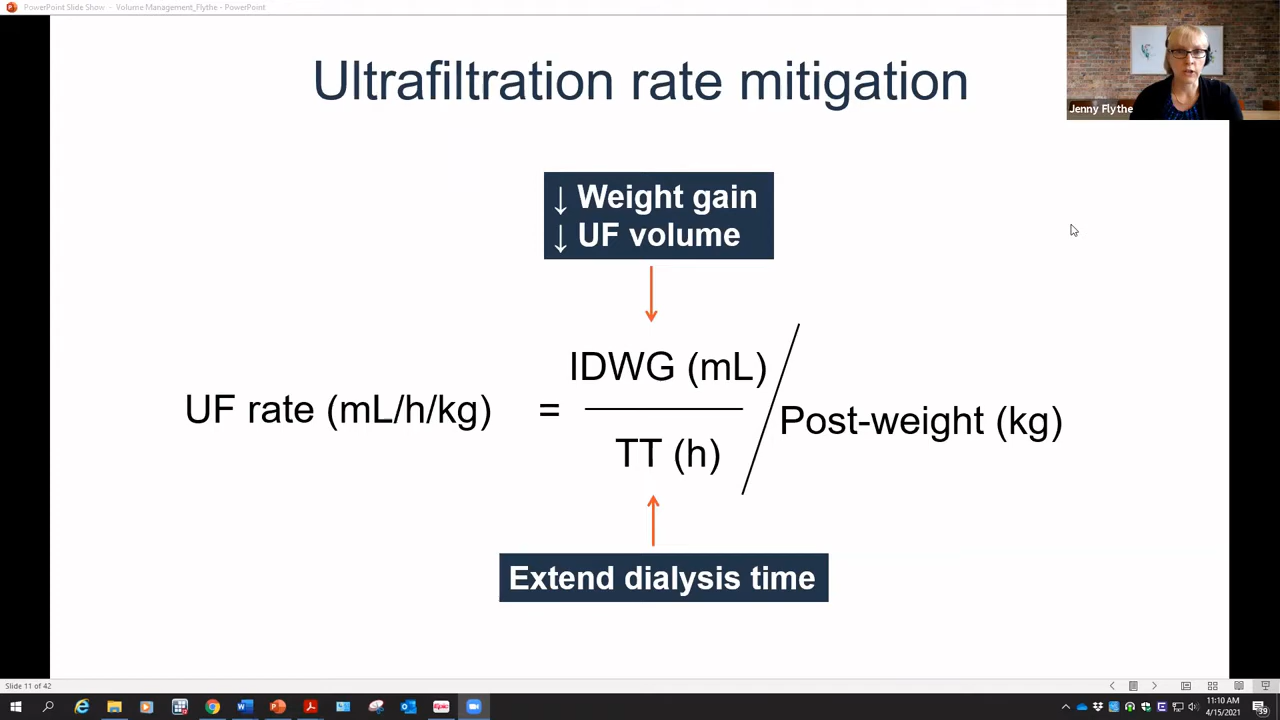 PowerPoint Slide Show - Volume Management_Flythe - PowerPoint
Ultrafiltration rate mitigation
Jenny Flythe
↓ Weight gain
↓ UF volume
IDWG (mL)
UF rate (mL/h/kg) =
Post-weight (kg)
TT (h)
Extend dialysis time
Slide 11 of 42
Epic
11:10 AM
4/15/2021
39